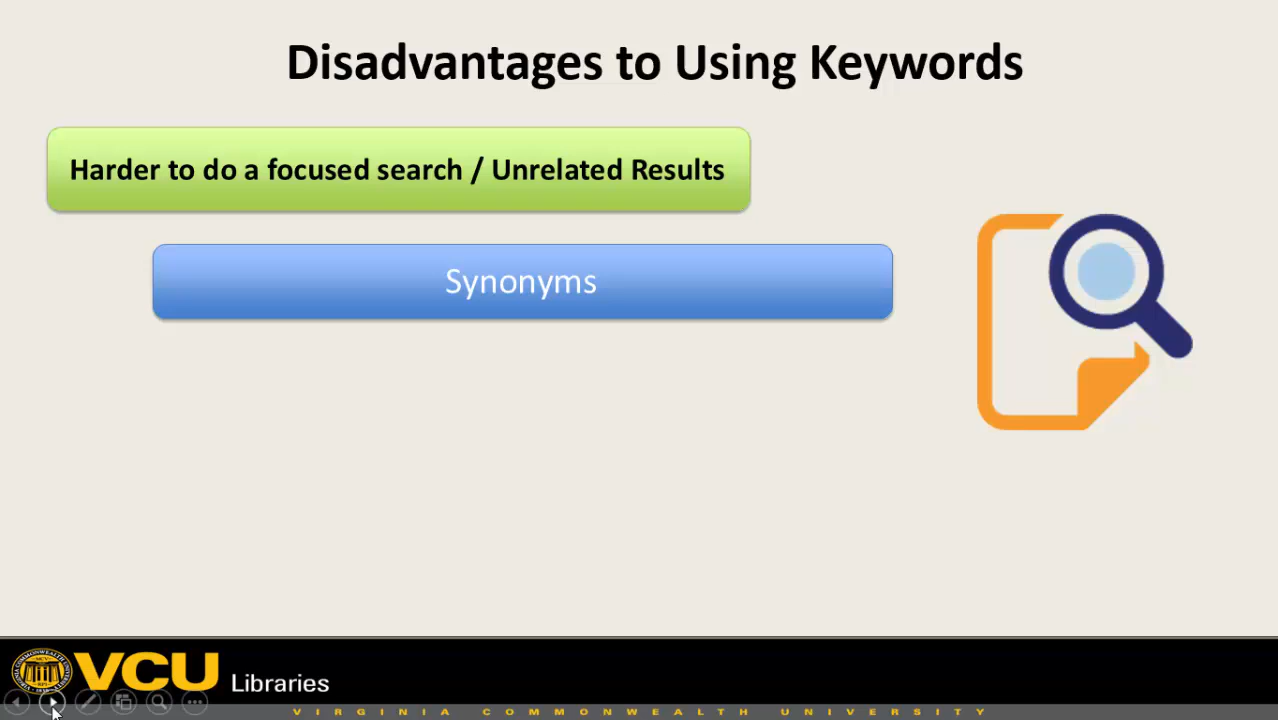 Disadvantages to Using Keywords
Harder to do a focused search / Unrelated Results
Synonyms
VCU Libraries
VIRGINIA COMMONWEALTH UNIVERSITY